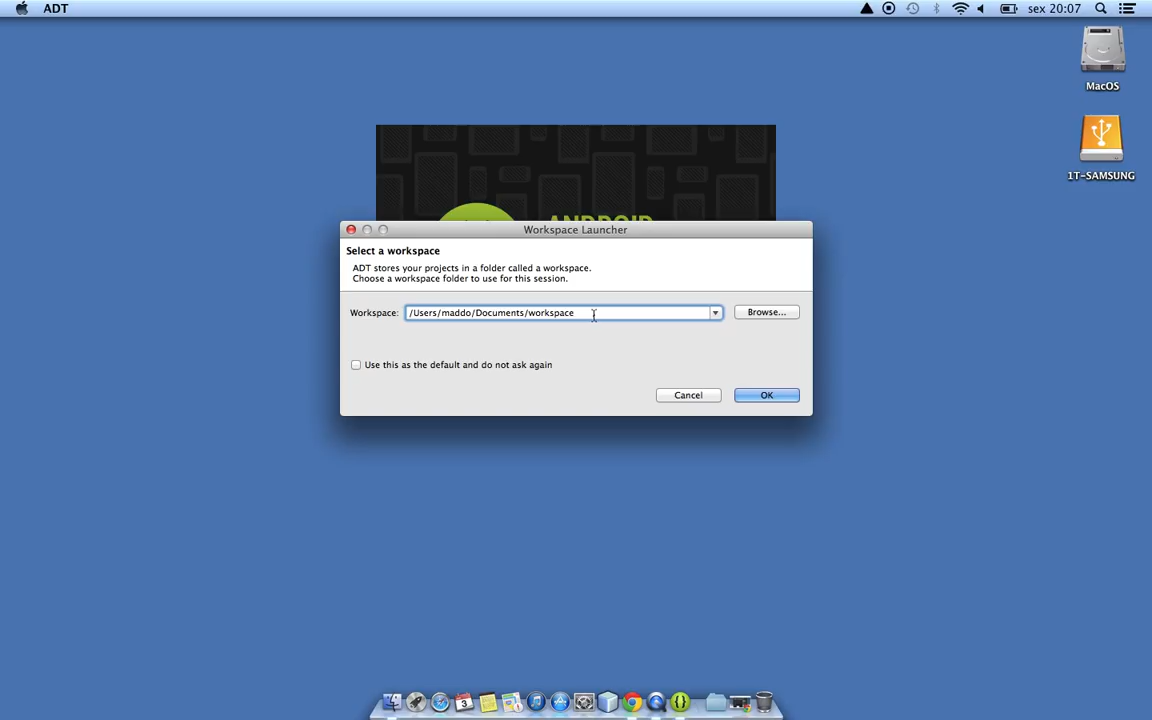 ADT
sex 20:07
MacOS
1T-SAMSUNG
ANDROID
Workspace Launcher
Select a workspace
ADT stores your projects in a folder called a workspace.
Choose a workspace folder to use for this session.
Workspace: /Users/maddo/Documents/workspace
Browse...
Use this as the default and do not ask again
Cancel
OK
3